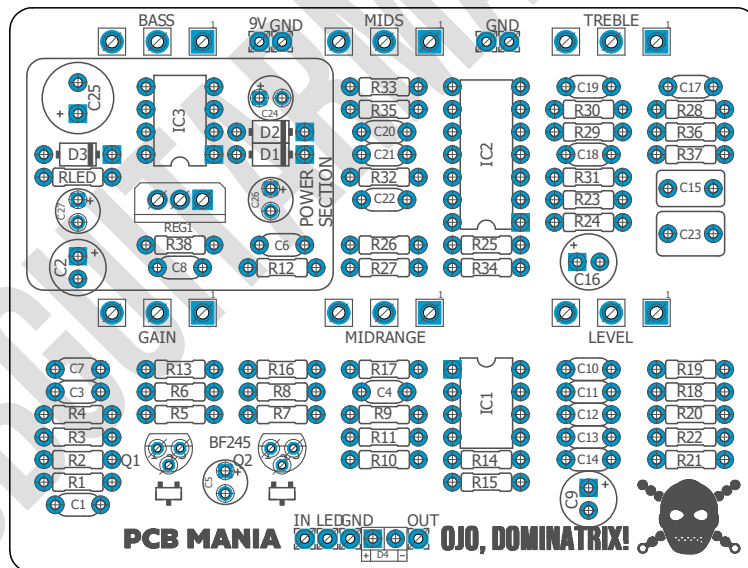 BASS 9V GND MIDS GND TREBLE
1 1 1
C25 IC3 C24 R33 IC2 C19 C17
R35 R30 R28
D2 C20 R29 R36
D3 D1 C21 C18 R37
RLED R32 R31 C15
C27 C26 C22 R23
REG1 POWER SECTION R24 C23
C2 R38 C6 R26 R25
C8 R12 R27 R34 C16
1 1 1
GAIN MIDRANGE LEVEL
C7 R13 R16 R17 IC1 C10 R19
C3 R6 R8 C4 C11 R18
R4 R5 R7 R9 C12 R20
R3 R11 C13 R22
R2 Q1 BF245 Q2 R10 R14 C14 R21
R1 C5 R15 C9
C1
IN LED GND OUT
+ D4 -
PCB MANIA OJO, DOMINATRIX!